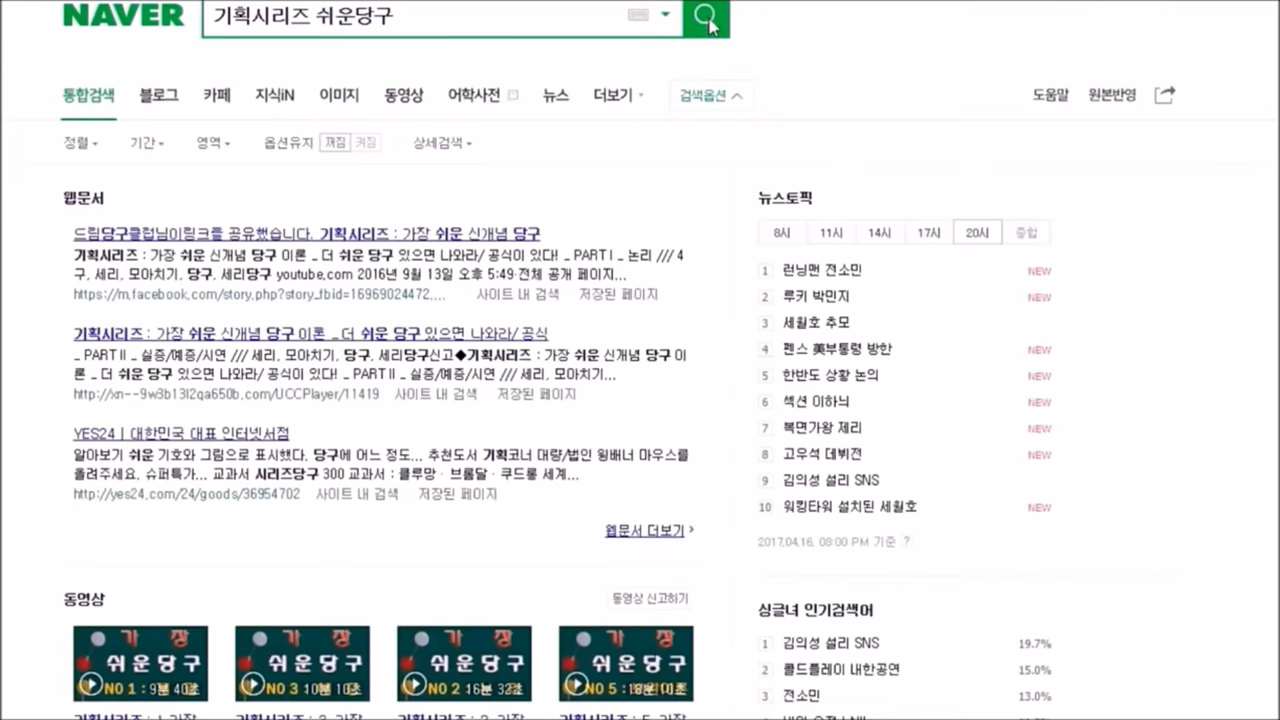 NAVER
기획시리즈 쉬운당구
통합검색 블로그 카페 지식iN 이미지 동영상 어학사전 뉴스 더보기 검색옵션 도움말 원본반영
정렬 기간 영역 옵션유지 꺼짐 켜짐 상세검색
웹문서
드림당구클럽님이링크를 공유했습니다. 기획시리즈 : 가장 쉬운 신개념 당구
기획시리즈 : 가장 쉬운 신개념 당구 이론 _ 더 쉬운 당구 있으면 나와라/ 공식이 있다! _ PART I _ 논리 /// 4
구, 세리, 모아치기, 당구, 세리당구 youtube.com 2016년 9월 13일 오후 5:49·전체 공개 페이지...
https://m.facebook.com/story.php?story_fbid=16969024472.... 사이트 내 검색 저장된 페이지
기획시리즈 : 가장 쉬운 신개념 당구 이론 _ 더 쉬운 당구 있으면 나와라/ 공식
_ PART II _ 실증/예증/시연 /// 세리, 모아치기, 당구, 세리당구신고◆기획시리즈 : 가장 쉬운 신개념 당구 이
론 _ 더 쉬운 당구 있으면 나와라/ 공식이 있다! _ PART II _ 실증/예증/시연 /// 세리, 모아치기...
http://xn--9w3b13l2qa650b.com/UCCPlayer/11419 사이트 내 검색 저장된 페이지
YES24 | 대한민국 대표 인터넷서점
알아보기 쉬운 기호와 그림으로 표시했다. 당구에 어느 정도... 추천도서 기획코너 대량/법인 윙배너 마우스를
올려주세요. 슈퍼특가... 교과서 시리즈당구 300 교과서 : 클루망 · 브롬달 · 쿠드롱 세계...
http://yes24.com/24/goods/36954702 사이트 내 검색 저장된 페이지
웹문서 더보기 >
동영상 동영상 신고하기
가 장 가 장 가 장 가 장
쉬운당구 쉬운당구 쉬운당구 쉬운당구
NO 1 : 9분 40초 NO 3 10분 10초 NO 2 16분 32초 NO 5 :
뉴스토픽
8시 11시 14시 17시 20시 종합
1 런닝맨 전소민 NEW
2 루키 박민지 NEW
3 세월호 추모
4 펜스 美부통령 방한 NEW
5 한반도 상황 논의 NEW
6 섹션 이하늬 NEW
7 복면가왕 제리 NEW
8 고우석 데뷔전 NEW
9 김의성 설리 SNS
10 워킹타워 설치된 세월호 NEW
2017.04.16. 08:00 PM 기준 ?
싱글녀 인기검색어
1 김의성 설리 SNS 19.7%
2 콜드플레이 내한공연 15.0%
3 전소민 13.0%